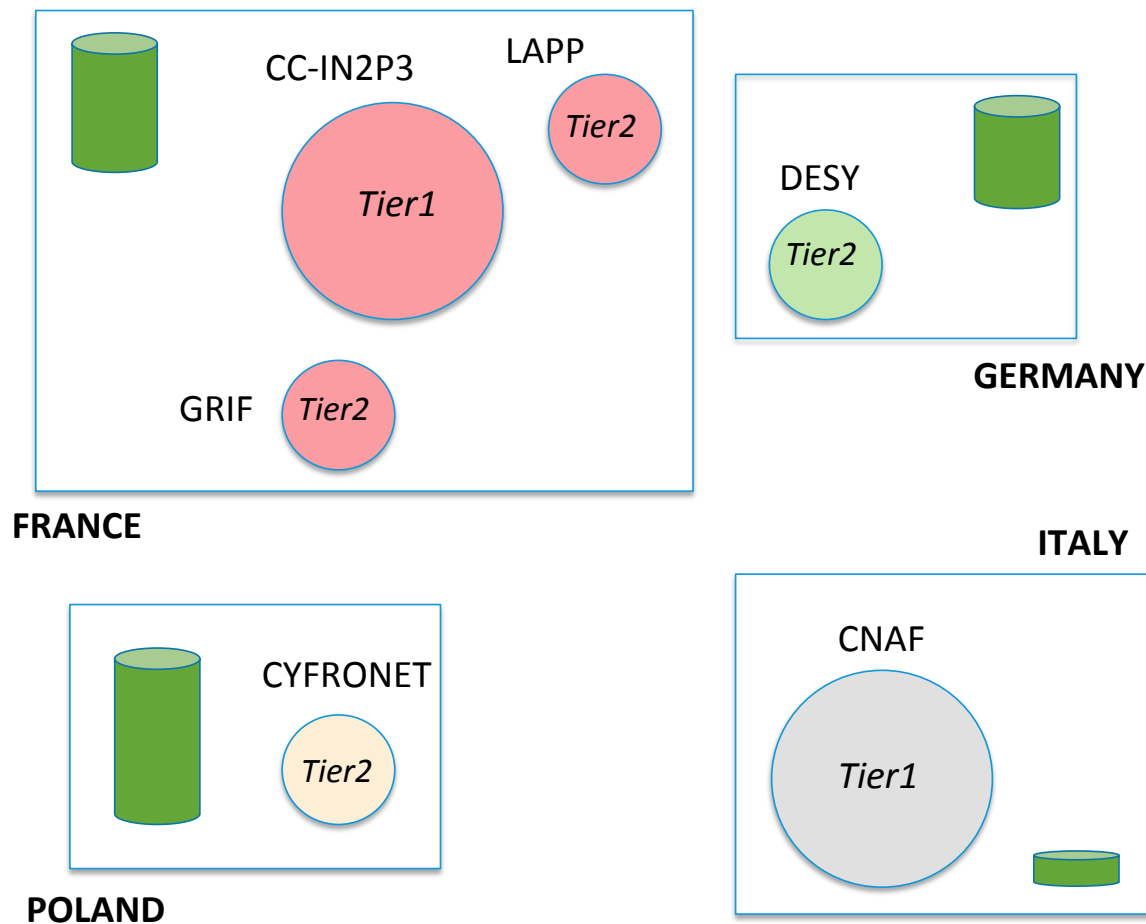 CC-IN2P3
Tier1
LAPP
Tier2
GRIF
Tier2
FRANCE
DESY
Tier2
GERMANY
CYFRONET
Tier2
POLAND
ITALY
CNAF
Tier1